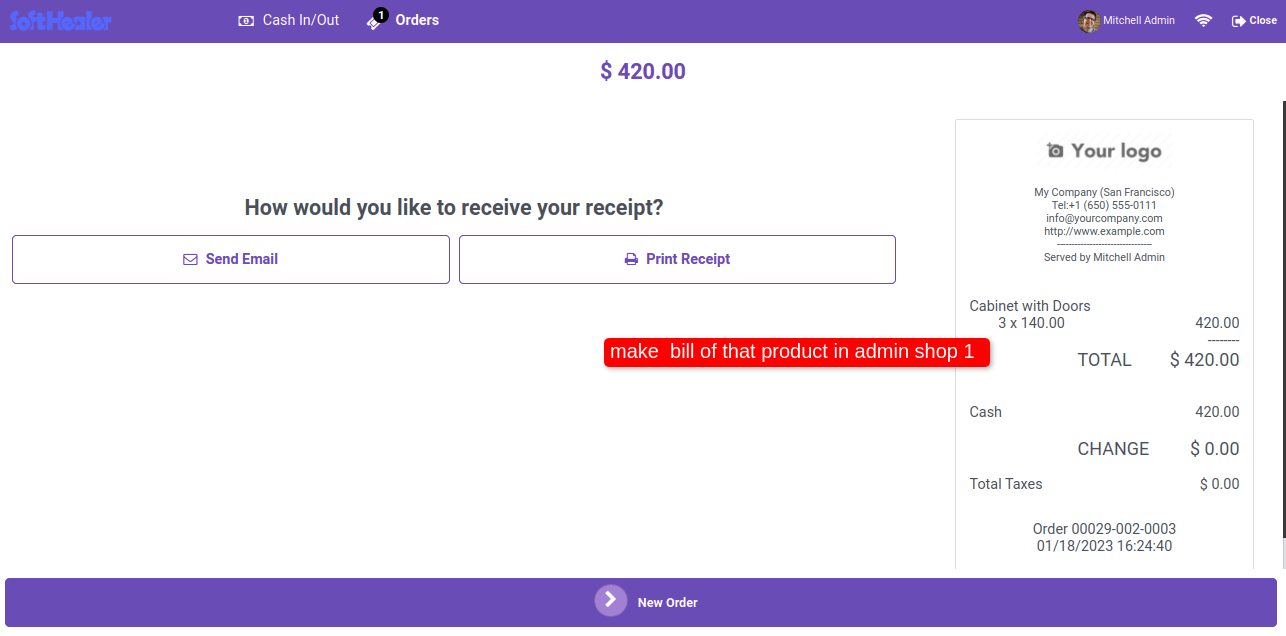 SoftHealer
Cash In/Out
1
Orders
Mitchell Admin
Close
$ 420.00
How would you like to receive your receipt?
Send Email
Print Receipt
Your logo
My Company (San Francisco)
Tel:+1 (650) 555-0111
info@yourcompany.com
http://www.example.com
--------------------------------
Served by Mitchell Admin
Cabinet with Doors
3 x 140.00 420.00
--------
TOTAL $ 420.00
make  bill of that product in admin shop 1
Cash 420.00
CHANGE $ 0.00
Total Taxes $ 0.00
Order 00029-002-0003
01/18/2023 16:24:40
New Order